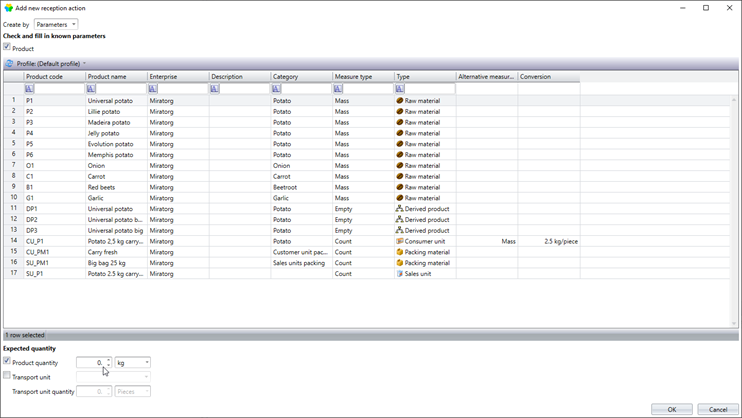 Add new reception action
Create by Parameters
Check and fill in known parameters
Product
Profile: (Default profile)
Product code Product name Enterprise Description Category Measure type Type Alternative measur... Conversion
1 P1 Universal potato Miratorg Potato Mass Raw material
2 P2 Lillie potato Miratorg Potato Mass Raw material
3 P3 Madeira potato Miratorg Potato Mass Raw material
4 P4 Jelly potato Miratorg Potato Mass Raw material
5 P5 Evolution potato Miratorg Potato Mass Raw material
6 P6 Memphis potato Miratorg Potato Mass Raw material
7 O1 Onion Miratorg Onion Mass Raw material
8 C1 Carrot Miratorg Carrot Mass Raw material
9 B1 Red beets Miratorg Beetroot Mass Raw material
10 G1 Garlic Miratorg Garlic Mass Raw material
11 DP1 Universal potato Miratorg Potato Empty Derived product
12 DP2 Universal potato b... Miratorg Potato Empty Derived product
13 DP3 Universal potato big Miratorg Potato Empty Derived product
14 CU_P1 Potato 2,5 kg carry... Miratorg Potato Count Consumer unit Mass 2.5 kg/piece
15 CU_PM1 Carry fresh Miratorg Customer unit pac... Count Packing material
16 SU_PM1 Big bag 25 kg Miratorg Sales units packing Count Packing material
17 SU_P1 Potato 2.5 kg carry... Miratorg Count Sales unit
1 row selected
Expected quantity
Product quantity 0. kg
Transport unit
Transport unit quantity 0. Pieces
OK Cancel